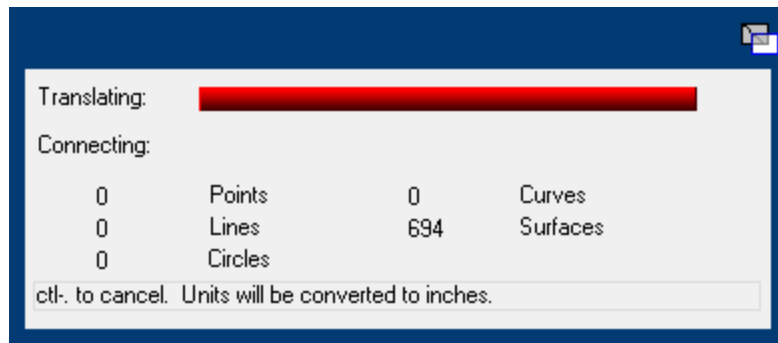 Translating:
Connecting:
0 Points 0 Curves
0 Lines 694 Surfaces
0 Circles
ctl-. to cancel. Units will be converted to inches.